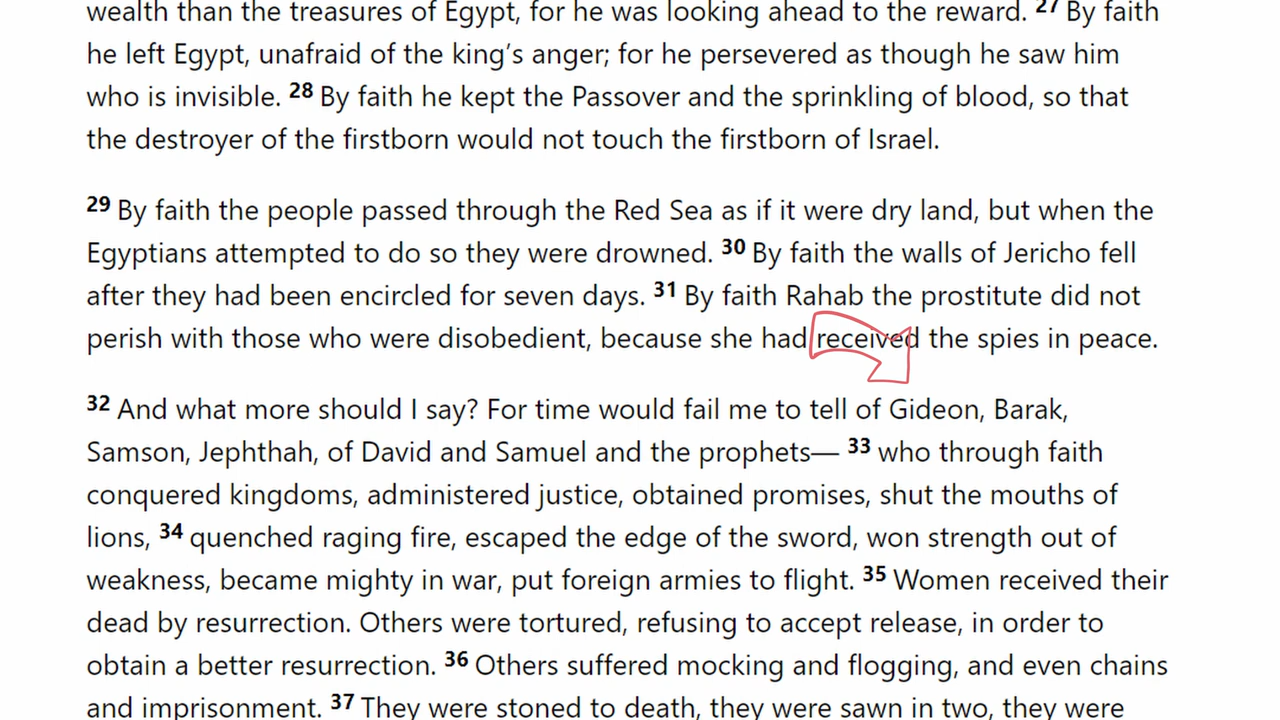 wealth than the treasures of Egypt, for he was looking ahead to the reward. 27 By faith
he left Egypt, unafraid of the king’s anger; for he persevered as though he saw him
who is invisible. 28 By faith he kept the Passover and the sprinkling of blood, so that
the destroyer of the firstborn would not touch the firstborn of Israel.
29 By faith the people passed through the Red Sea as if it were dry land, but when the
Egyptians attempted to do so they were drowned. 30 By faith the walls of Jericho fell
after they had been encircled for seven days. 31 By faith Rahab the prostitute did not
perish with those who were disobedient, because she had received the spies in peace.
32 And what more should I say? For time would fail me to tell of Gideon, Barak,
Samson, Jephthah, of David and Samuel and the prophets— 33 who through faith
conquered kingdoms, administered justice, obtained promises, shut the mouths of
lions, 34 quenched raging fire, escaped the edge of the sword, won strength out of
weakness, became mighty in war, put foreign armies to flight. 35 Women received their
dead by resurrection. Others were tortured, refusing to accept release, in order to
obtain a better resurrection. 36 Others suffered mocking and flogging, and even chains
and imprisonment. 37 They were stoned to death, they were sawn in two, they were